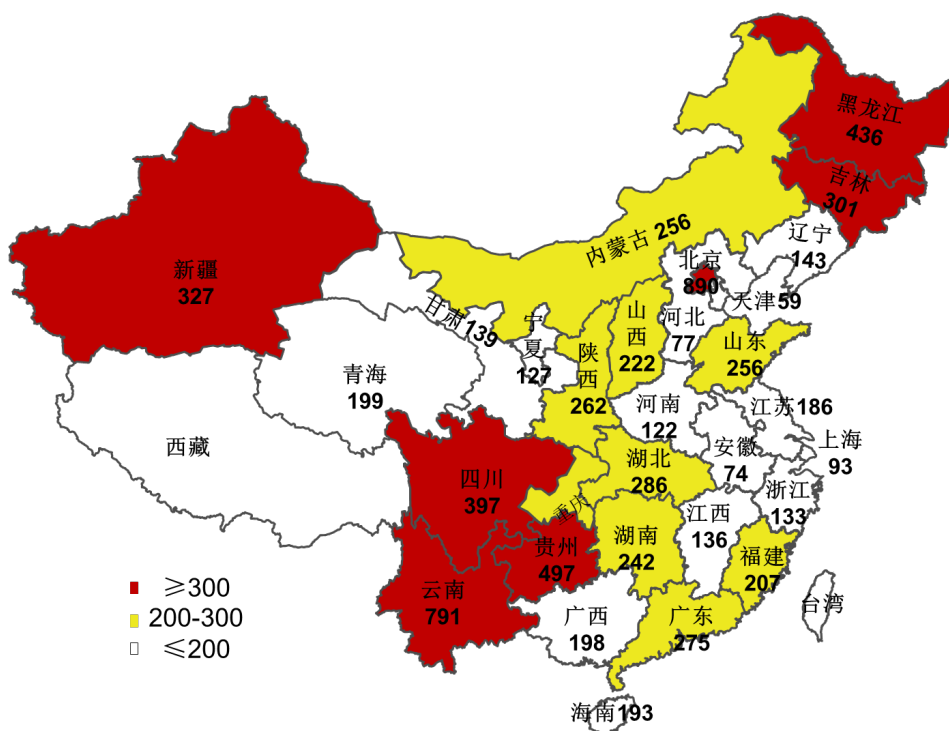 黑龙江
436
吉林
301
辽宁
143
内蒙古 256
北京
890
天津59
新疆
327
甘肃139
宁夏
127
山西
222
河北
77
山东
256
陕西
262
青海
199
河南
122
江苏186
安徽
74
上海
93
西藏
四川
397
湖北
286
浙江
133
重庆
江西
136
湖南
242
贵州
497
福建
207
云南
791
广西
198
广东
275
台湾
海南193
≥300
200-300
≤200